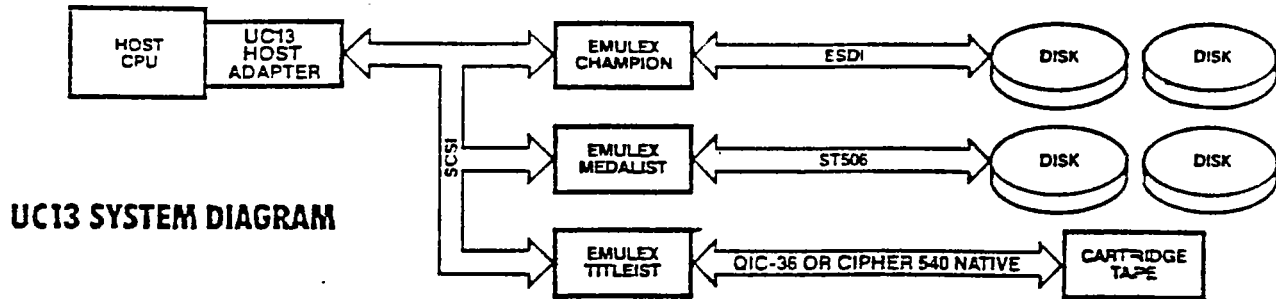 HOST
CPU
UC13
HOST
ADAPTER
EMULEX
CHAMPION
ESDI
DISK
DISK
SCSI
EMULEX
MEDALIST
ST506
DISK
DISK
UC13 SYSTEM DIAGRAM
EMULEX
TITLEIST
QIC-36 OR CIPHER 540 NATIVE
CARTRIDGE
TAPE